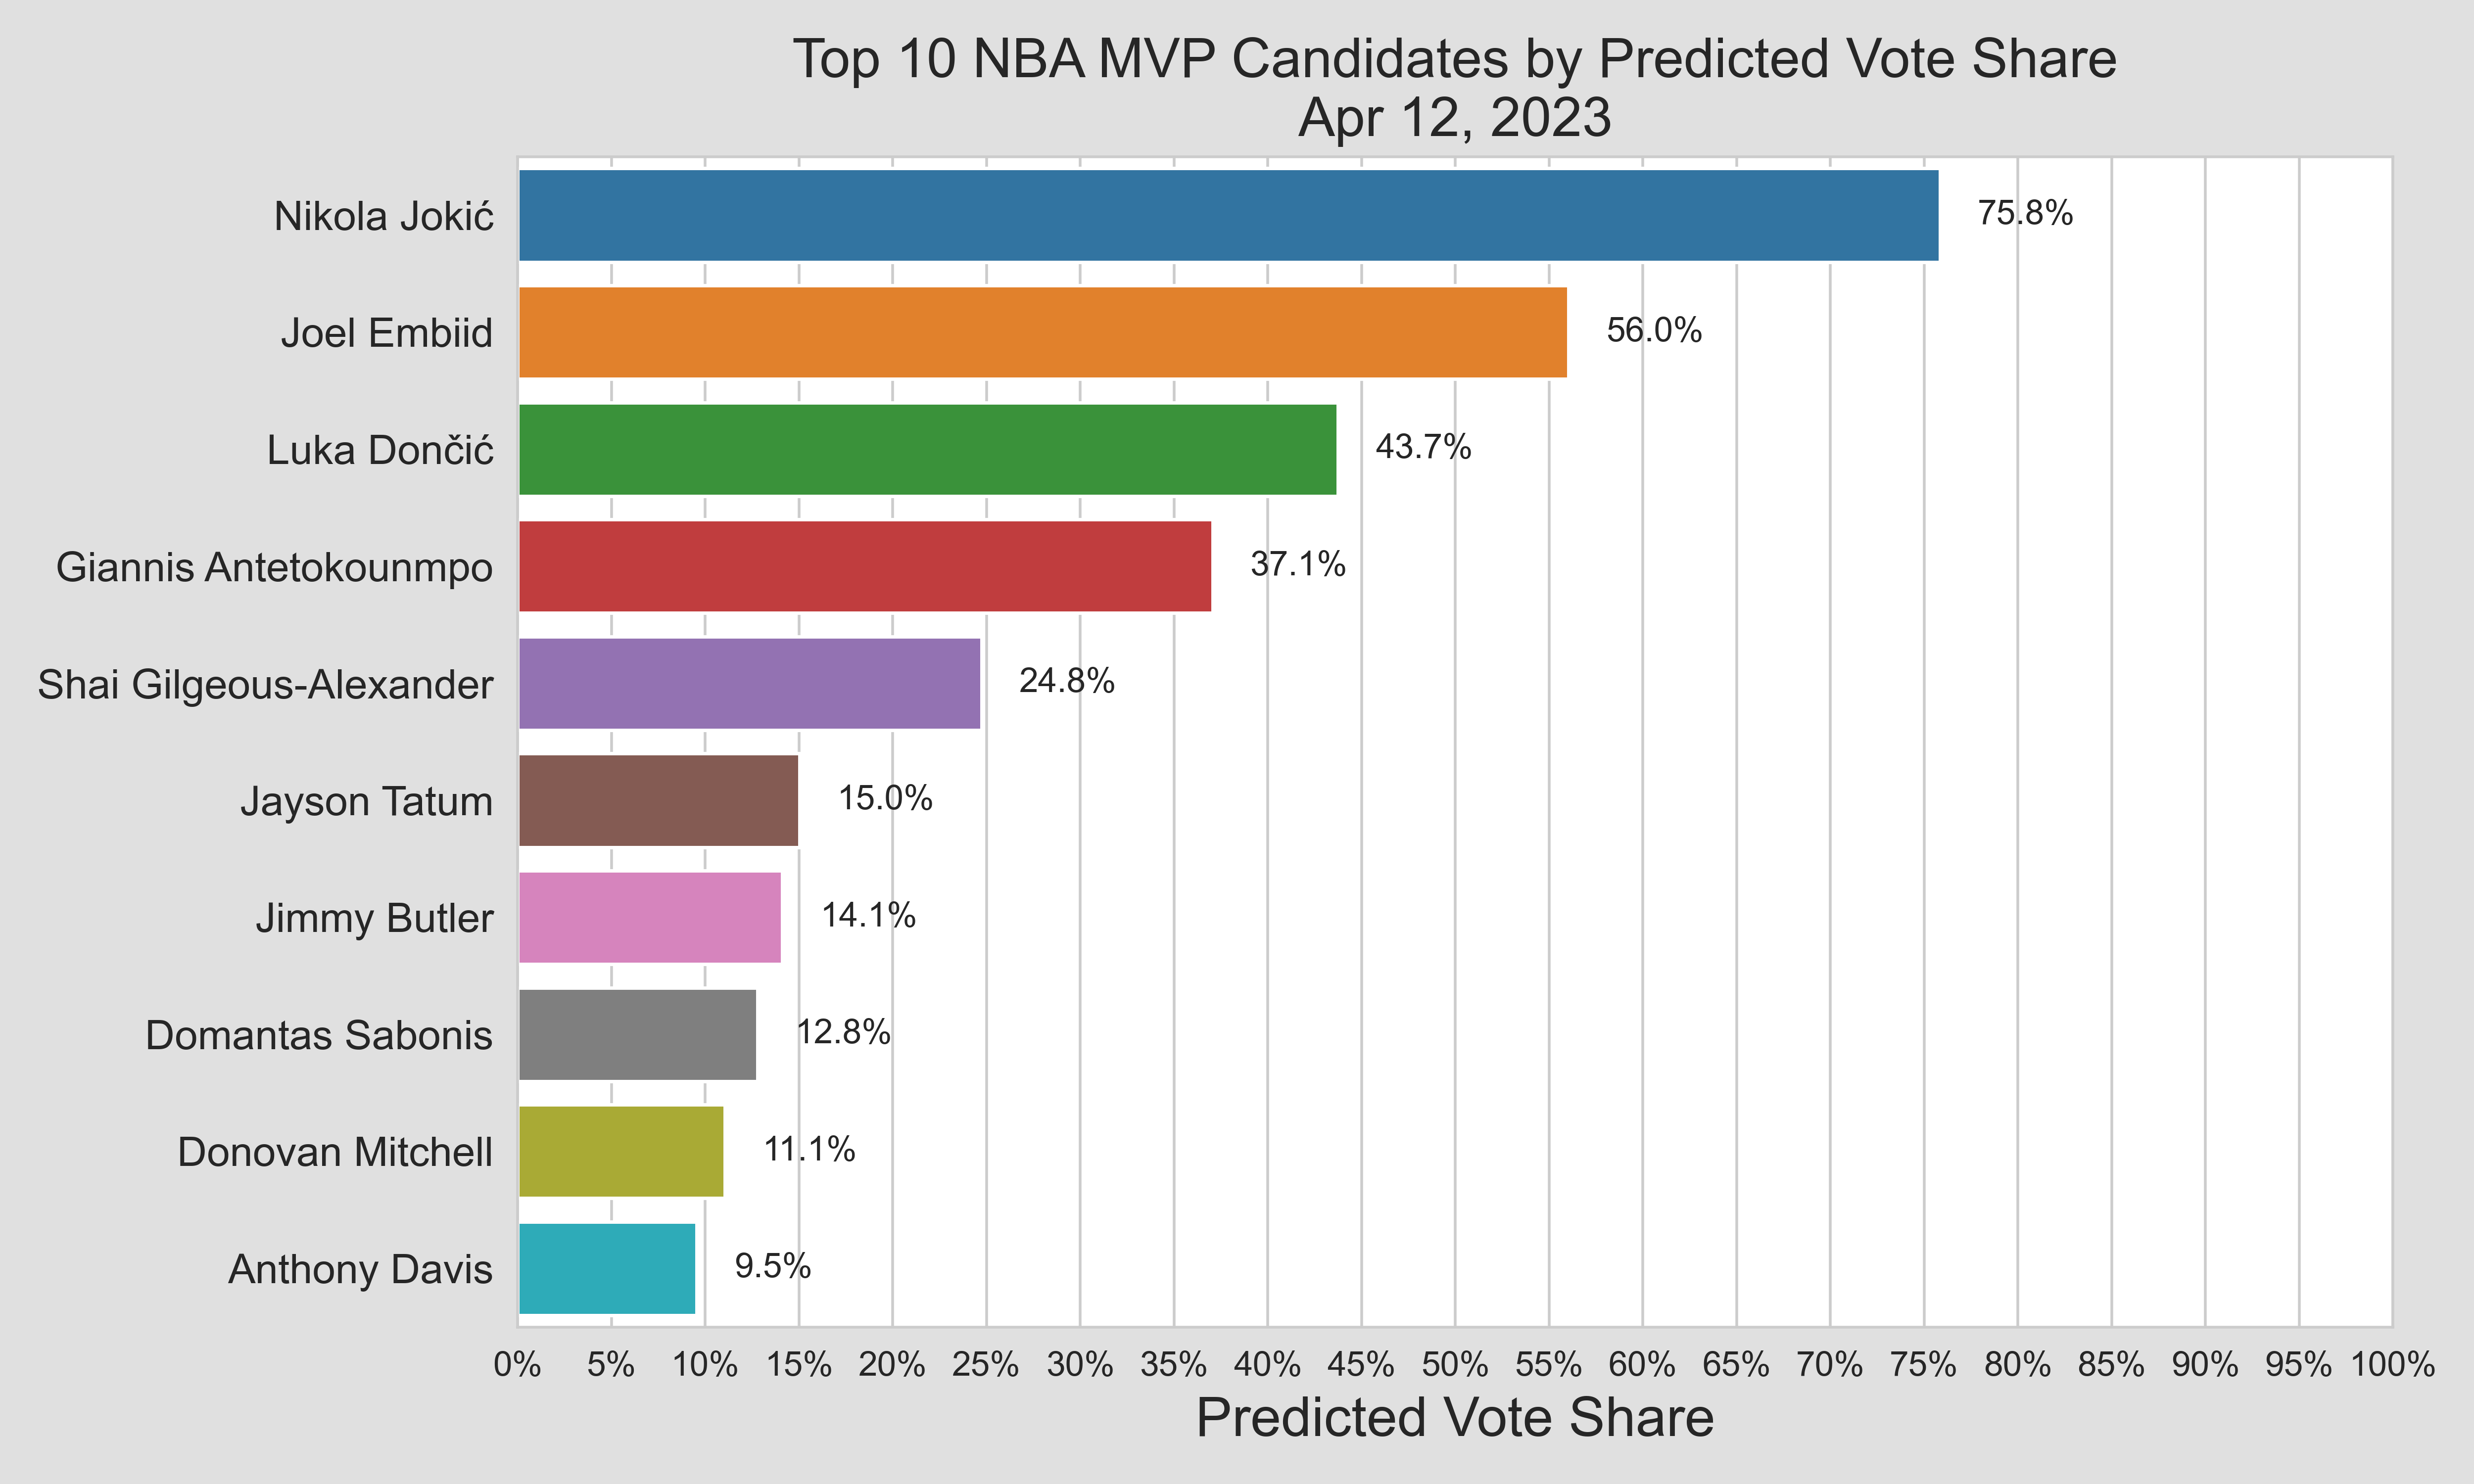 Top 10 NBA MVP Candidates by Predicted Vote Share
Apr 12, 2023
Nikola Jokić 75.8%
Joel Embiid 56.0%
Luka Dončić 43.7%
Giannis Antetokounmpo 37.1%
Shai Gilgeous-Alexander 24.8%
Jayson Tatum 15.0%
Jimmy Butler 14.1%
Domantas Sabonis 12.8%
Donovan Mitchell 11.1%
Anthony Davis 9.5%
0% 5% 10% 15% 20% 25% 30% 35% 40% 45% 50% 55% 60% 65% 70% 75% 80% 85% 90% 95% 100%
Predicted Vote Share